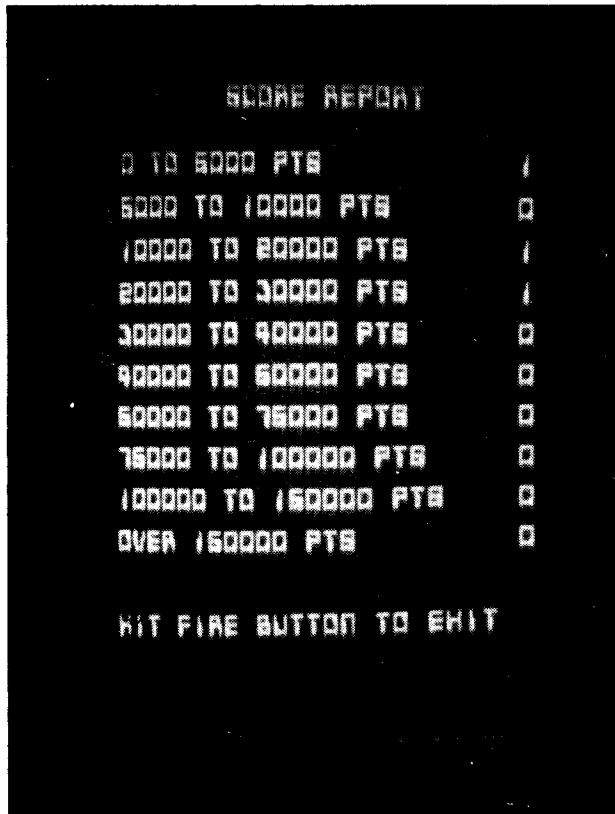 SCORE REPORT
0 TO 5000 PTS 1
5000 TO 10000 PTS 0
10000 TO 20000 PTS 1
20000 TO 30000 PTS 1
30000 TO 40000 PTS 0
40000 TO 50000 PTS 0
50000 TO 75000 PTS 0
75000 TO 100000 PTS 0
100000 TO 150000 PTS 0
OVER 150000 PTS 0
HIT FIRE BUTTON TO EXIT